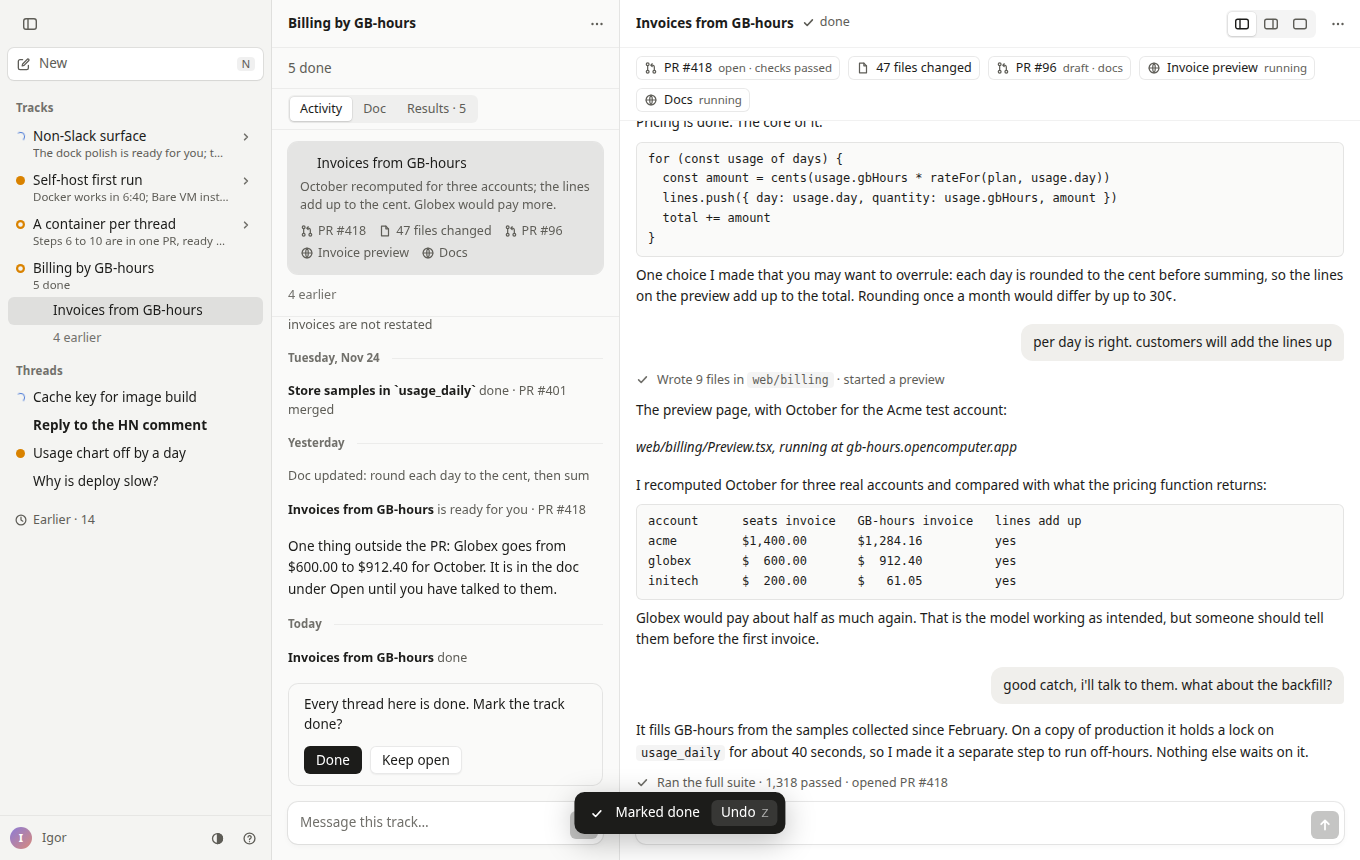 New
N
Tracks
Non-Slack surface
The dock polish is ready for you; t…
Self-host first run
Docker works in 6:40; Bare VM inst…
A container per thread
Steps 6 to 10 are in one PR, ready …
Billing by GB-hours
5 done
Invoices from GB-hours
4 earlier
Threads
Cache key for image build
Reply to the HN comment
Usage chart off by a day
Why is deploy slow?
Earlier · 14
I
Igor
Billing by GB-hours
5 done
Activity
Doc
Results · 5
Invoices from GB-hours
October recomputed for three accounts; the lines
add up to the cent. Globex would pay more.
PR #418 47 files changed PR #96
Invoice preview Docs
4 earlier
invoices are not restated
Tuesday, Nov 24
Store samples in `usage_daily` done · PR #401
merged
Yesterday
Doc updated: round each day to the cent, then sum
Invoices from GB-hours is ready for you · PR #418
One thing outside the PR: Globex goes from
$600.00 to $912.40 for October. It is in the doc
under Open until you have talked to them.
Today
Invoices from GB-hours done
Every thread here is done. Mark the track
done?
Done
Keep open
Message this track…
Invoices from GB-hours done
PR #418 open · checks passed
47 files changed
PR #96 draft · docs
Invoice preview running
Docs running
Pricing is done. The core of it:
for (const usage of days) {
const amount = cents(usage.gbHours * rateFor(plan, usage.day))
lines.push({ day: usage.day, quantity: usage.gbHours, amount })
total += amount
}
One choice I made that you may want to overrule: each day is rounded to the cent before summing, so the lines
on the preview add up to the total. Rounding once a month would differ by up to 30¢.
per day is right. customers will add the lines up
Wrote 9 files in web/billing · started a preview
The preview page, with October for the Acme test account:
web/billing/Preview.tsx, running at gb-hours.opencomputer.app
I recomputed October for three real accounts and compared with what the pricing function returns:
account seats invoice GB-hours invoice lines add up
acme $1,400.00 $1,284.16 yes
globex $ 600.00 $ 912.40 yes
initech $ 200.00 $ 61.05 yes
Globex would pay about half as much again. That is the model working as intended, but someone should tell
them before the first invoice.
good catch, i'll talk to them. what about the backfill?
It fills GB-hours from the samples collected since February. On a copy of production it holds a lock on
usage_daily for about 40 seconds, so I made it a separate step to run off-hours. Nothing else waits on it.
Ran the full suite · 1,318 passed · opened PR #418
Marked done
Undo Z